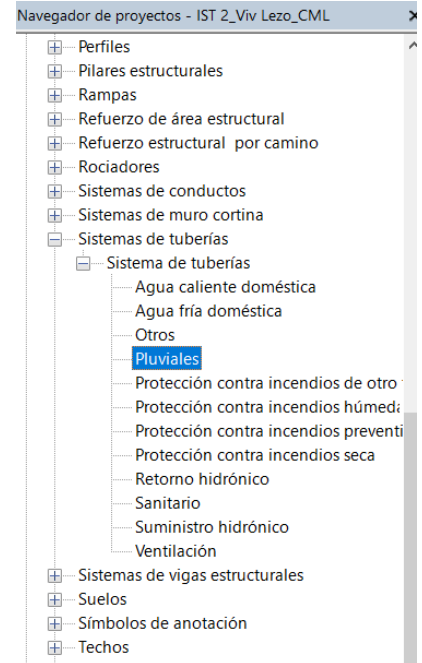 Navegador de proyectos - IST 2_Viv Lezo_CML
Perfiles
Pilares estructurales
Rampas
Refuerzo de área estructural
Refuerzo estructural por camino
Rociadores
Sistemas de conductos
Sistemas de muro cortina
Sistemas de tuberías
Sistema de tuberías
Agua caliente doméstica
Agua fría doméstica
Otros
Pluviales
Protección contra incendios de otro
Protección contra incendios húmeda
Protección contra incendios preventi
Protección contra incendios seca
Retorno hidrónico
Sanitario
Suministro hidrónico
Ventilación
Sistemas de vigas estructurales
Suelos
Símbolos de anotación
Techos